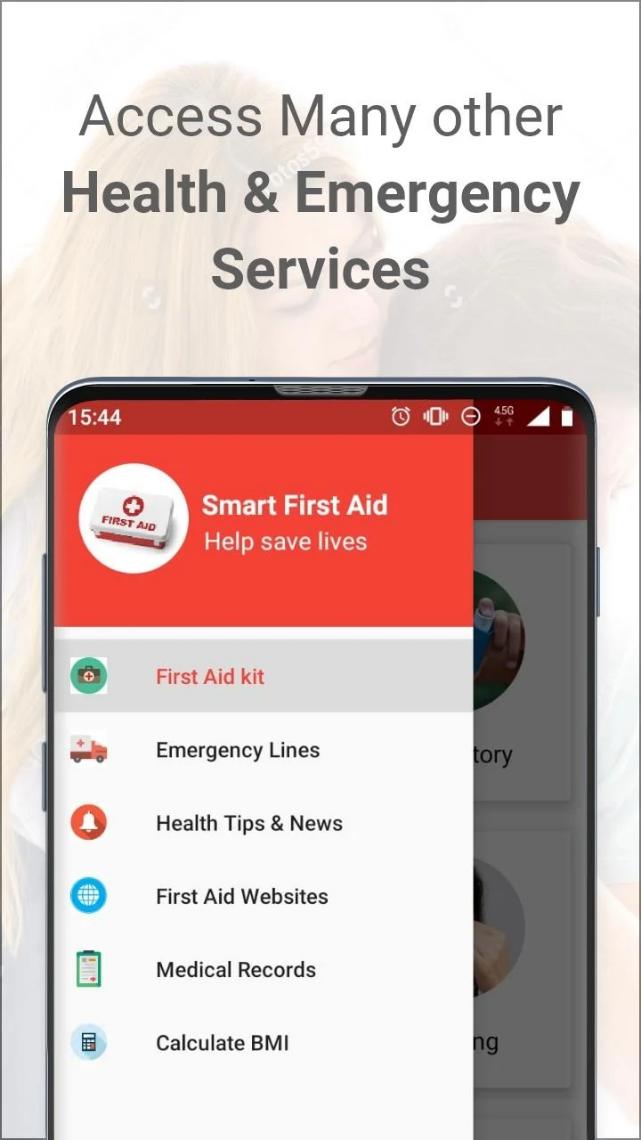 Access Many other
Health & Emergency
Services
15:44
4.5G
FIRST AID
Smart First Aid
Help save lives
First Aid kit
Emergency Lines
tory
Health Tips & News
First Aid Websites
Medical Records
Calculate BMI
ng